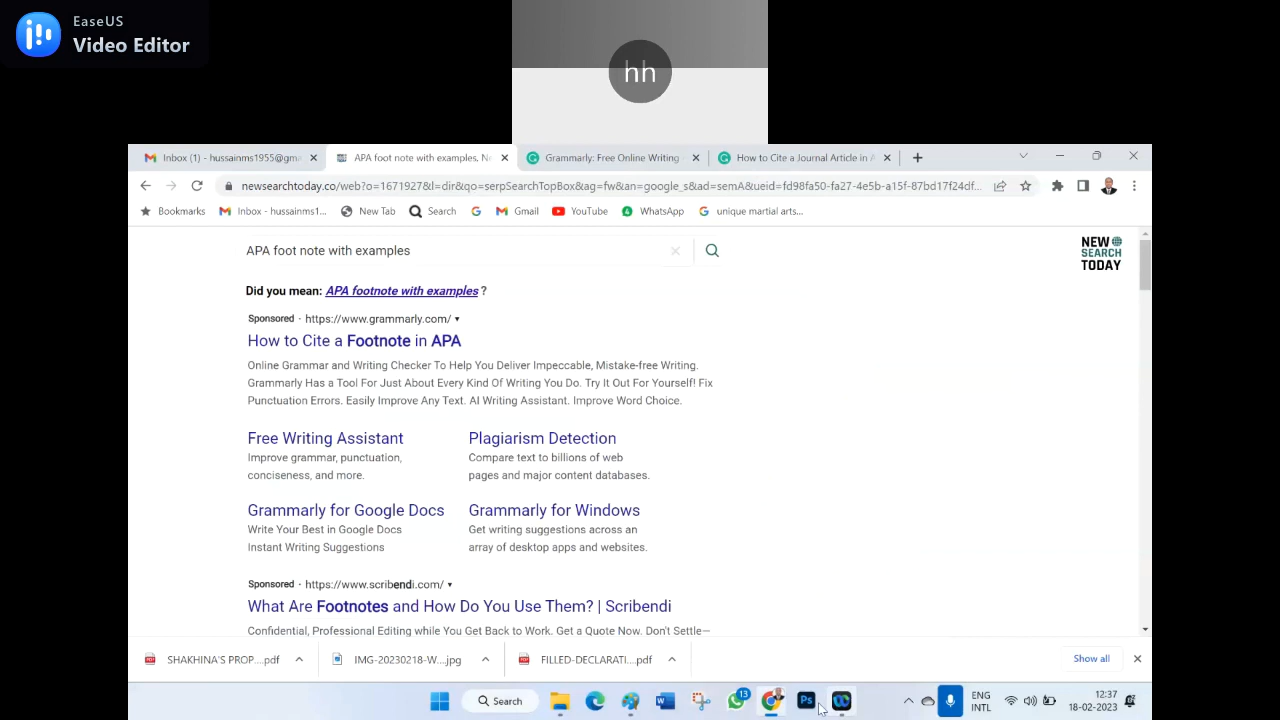 EaseUS
Video Editor
hh
Inbox (1) - hussainms1955@gm
APA foot note with examples, N
Grammarly: Free Online Writing
How to Cite a Journal Article in A
newsearchtoday.co/web?o=1671927&l=dir&qo=serpSearchTopBox&ag=fw&an=google_s&ad=semA&ueid=fd98fa50-fa27-4e5b-a15f-87bd17f24df...
Bookmarks
Inbox - hussainms1...
New Tab
Search
Gmail
YouTube
WhatsApp
unique martial arts...
APA foot note with examples
NEW
SEARCH
TODAY
Did you mean: APA footnote with examples ?
Sponsored · https://www.grammarly.com/
How to Cite a Footnote in APA
Online Grammar and Writing Checker To Help You Deliver Impeccable, Mistake-free Writing.
Grammarly Has a Tool For Just About Every Kind Of Writing You Do. Try It Out For Yourself! Fix
Punctuation Errors. Easily Improve Any Text. AI Writing Assistant. Improve Word Choice.
Free Writing Assistant
Improve grammar, punctuation,
conciseness, and more.
Plagiarism Detection
Compare text to billions of web
pages and major content databases.
Grammarly for Google Docs
Write Your Best in Google Docs
Instant Writing Suggestions
Grammarly for Windows
Get writing suggestions across an
array of desktop apps and websites.
Sponsored · https://www.scribendi.com/
What Are Footnotes and How Do You Use Them? | Scribendi
Confidential, Professional Editing while You Get Back to Work. Get a Quote Now. Don't Settle—
SHAKHINA'S PROP....pdf
IMG-20230218-W....jpg
FILLED-DECLARATI....pdf
Show all
Search
13
Ps
ENG
INTL
12:37
18-02-2023